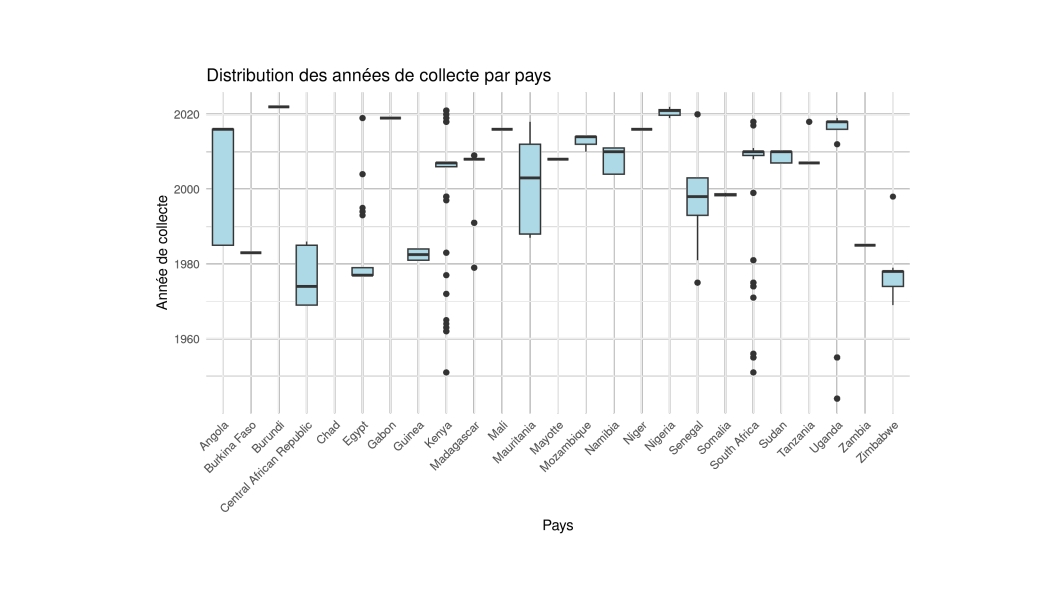 Distribution des années de collecte par pays
2020
2000
1980
1960
Année de collecte
Angola
Burkina Faso
Burundi
Central African Republic
Chad
Egypt
Gabon
Guinea
Kenya
Madagascar
Mali
Mauritania
Mayotte
Mozambique
Namibia
Niger
Nigeria
Senegal
Somalia
South Africa
Sudan
Tanzania
Uganda
Zambia
Zimbabwe
Pays